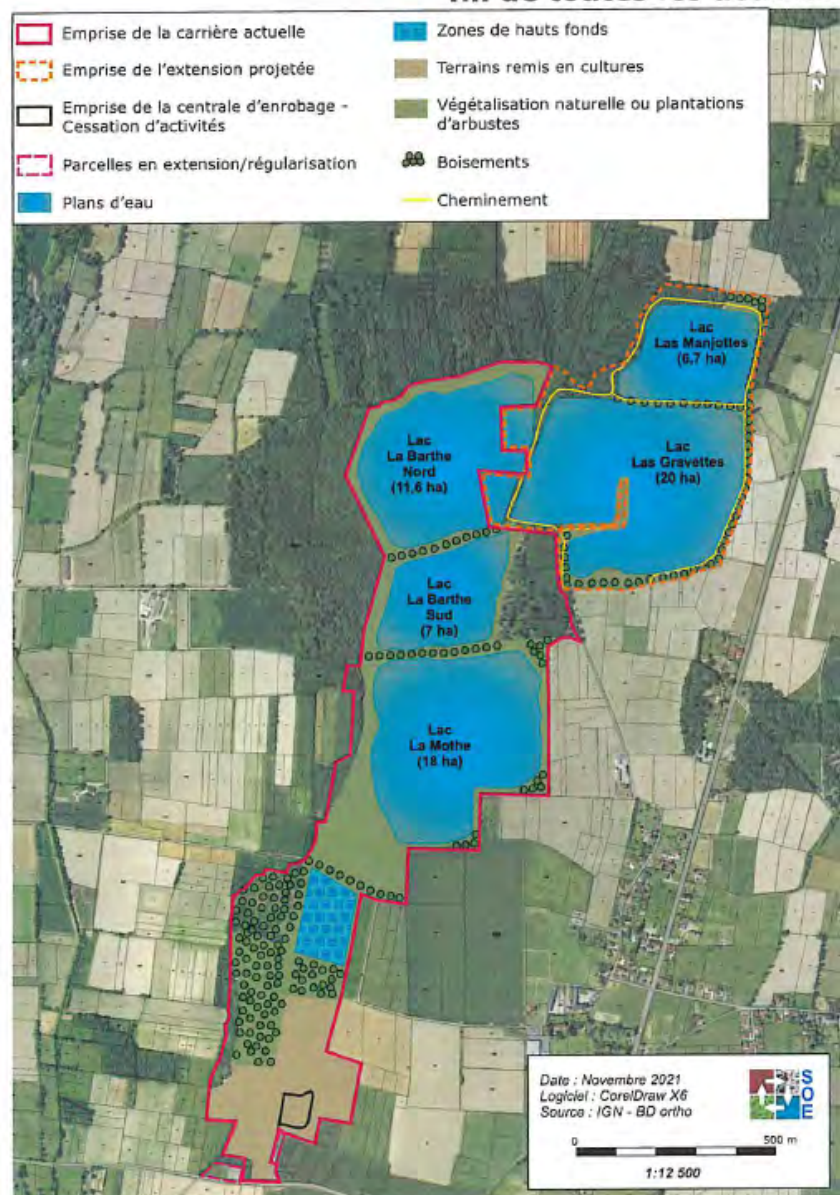 Emprise de la carrière actuelle
Emprise de l'extension projetée
Emprise de la centrale d'enrobage -
Cessation d'activités
Parcelles en extension/régularisation
Plans d'eau
Zones de hauts fonds
Terrains remis en cultures
Végétalisation naturelle ou plantations
d'arbustes
Boisements
Cheminement
N
Lac
Las Manjottes
(6,7 ha)
Lac
La Barthe
Nord
(11,6 ha)
Lac
Las Gravettes
(20 ha)
Lac
La Barthe
Sud
(7 ha)
Lac
La Mothe
(18 ha)
Date : Novembre 2021
Logiciel : CorelDraw X6
Source : IGN - BD ortho
SOE
0 500 m
1:12 500